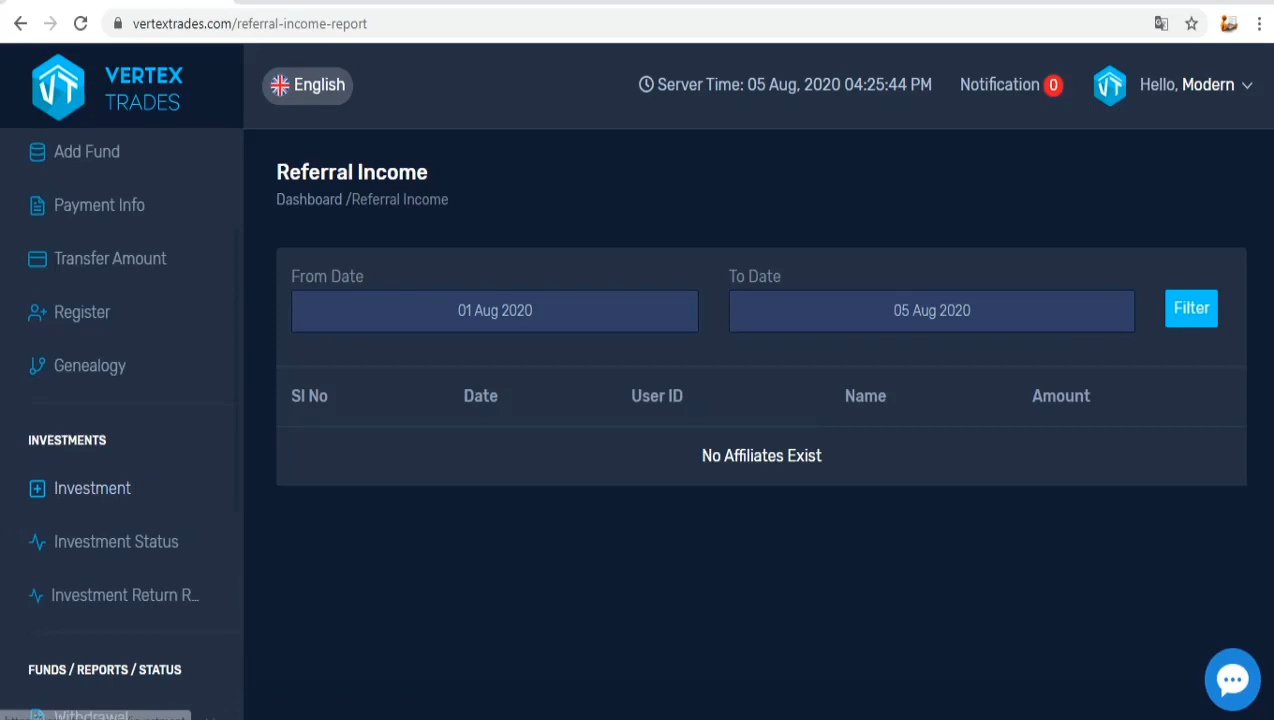 vertextrades.com/referral-income-report
VERTEX
TRADES
English
Server Time: 05 Aug, 2020 04:25:44 PM
Notification 0
Hello, Modern
Add Fund
Payment Info
Transfer Amount
Register
Genealogy
INVESTMENTS
Investment
Investment Status
Investment Return R...
FUNDS / REPORTS / STATUS
Withdrawal
Referral Income
Dashboard /Referral Income
From Date
To Date
01 Aug 2020
05 Aug 2020
Filter
Sl No
Date
User ID
Name
Amount
No Affiliates Exist